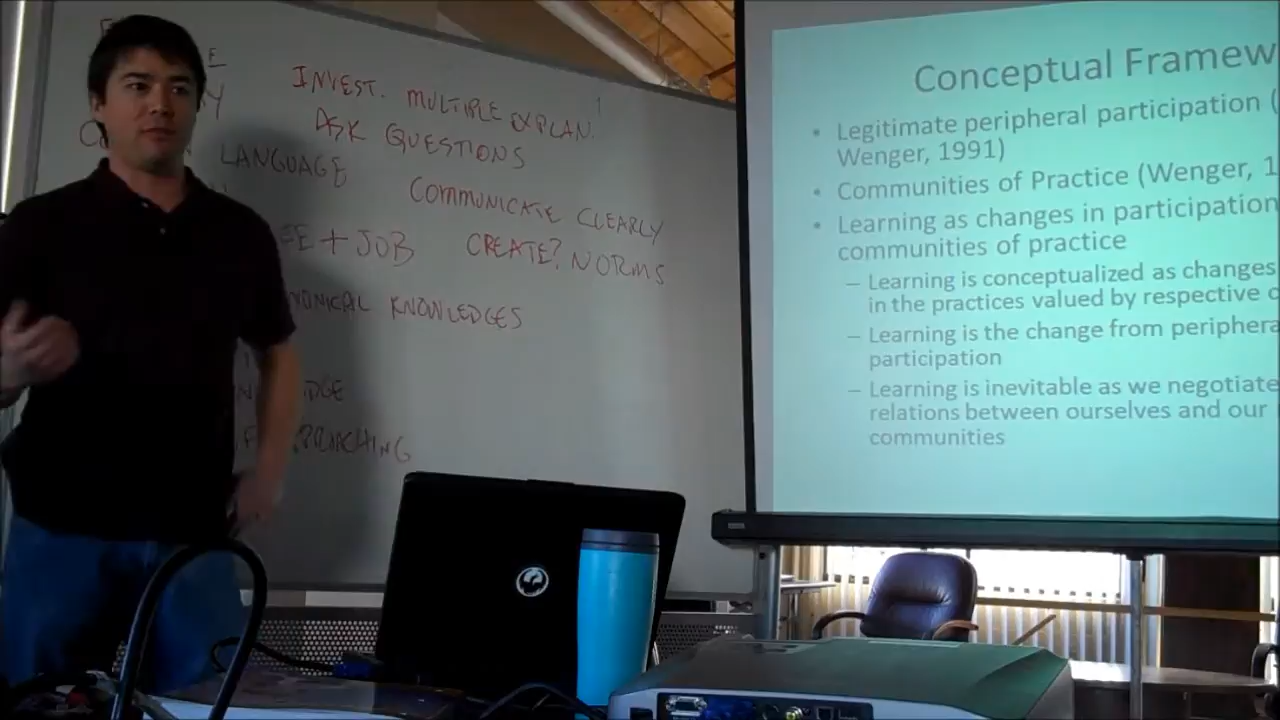 INVEST. MULTIPLE EXPLAN.
ASK QUESTIONS
LANGUAGE
COMMUNICATE CLEARLY
+ JOB
CREATE? NORMS
KNOWLEDGES
Conceptual Framew
• Legitimate peripheral participation (
Wenger, 1991)
• Communities of Practice (Wenger, 1
• Learning as changes in participation
communities of practice
– Learning is conceptualized as changes
in the practices valued by respective c
– Learning is the change from periphera
participation
– Learning is inevitable as we negotiate
relations between ourselves and our
communities